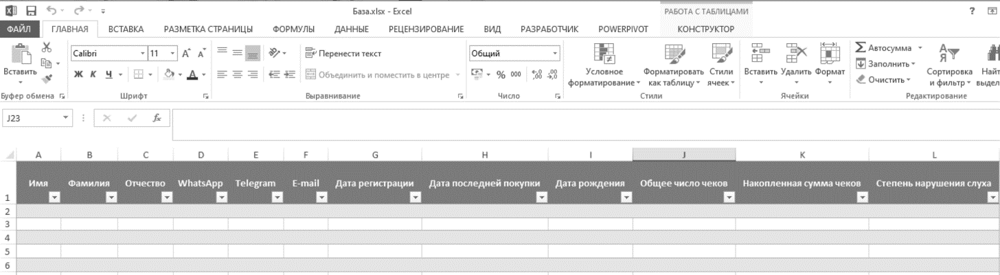 База.xlsx - Excel
РАБОТА С ТАБЛИЦАМИ
?
ФАЙЛ ГЛАВНАЯ ВСТАВКА РАЗМЕТКА СТРАНИЦЫ ФОРМУЛЫ ДАННЫЕ РЕЦЕНЗИРОВАНИЕ ВИД РАЗРАБОТЧИК POWERPIVOT КОНСТРУКТОР
Вставить
Буфер обмена
Calibri 11 A A
Ж К Ч А
Шрифт
Перенести текст
Объединить и поместить в центре
Выравнивание
Общий
% 000 ,00 ,00
Число
Условное форматирование
Форматировать как таблицу
Стили ячеек
Стили
Вставить Удалить Формат
Ячейки
Σ Автосумма
Заполнить
Очистить
Сортировка и фильтр
Найт
выдел
Редактирование
J23 fx
A B C D E F G H I J K L
1 Имя Фамилия Отчество WhatsApp Telegram E-mail Дата регистрации Дата последней покупки Дата рождения Общее число чеков Накопленная сумма чеков Степень нарушения слуха
2
3
4
5
6